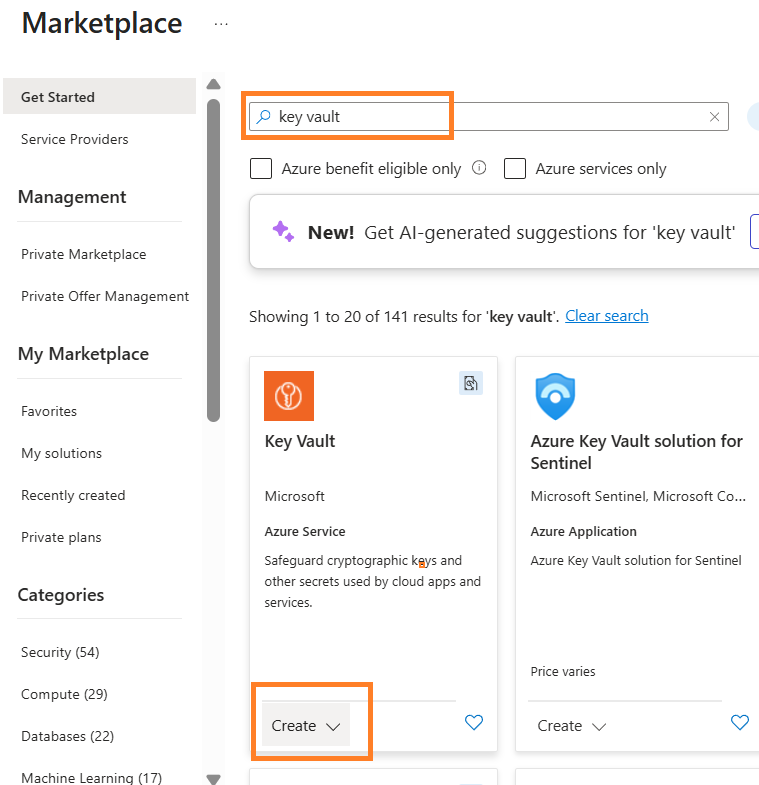 Marketplace ...
Get Started
Service Providers
Management
Private Marketplace
Private Offer Management
My Marketplace
Favorites
My solutions
Recently created
Private plans
Categories
Security (54)
Compute (29)
Databases (22)
Machine Learning (17)
key vault
Azure benefit eligible only
Azure services only
New! Get AI-generated suggestions for 'key vault'
Showing 1 to 20 of 141 results for 'key vault'. Clear search
Key Vault
Microsoft
Azure Service
Safeguard cryptographic keys and
other secrets used by cloud apps and
services.
Create
Azure Key Vault solution for
Sentinel
Microsoft Sentinel, Microsoft Co...
Azure Application
Azure Key Vault solution for Sentinel
Price varies
Create